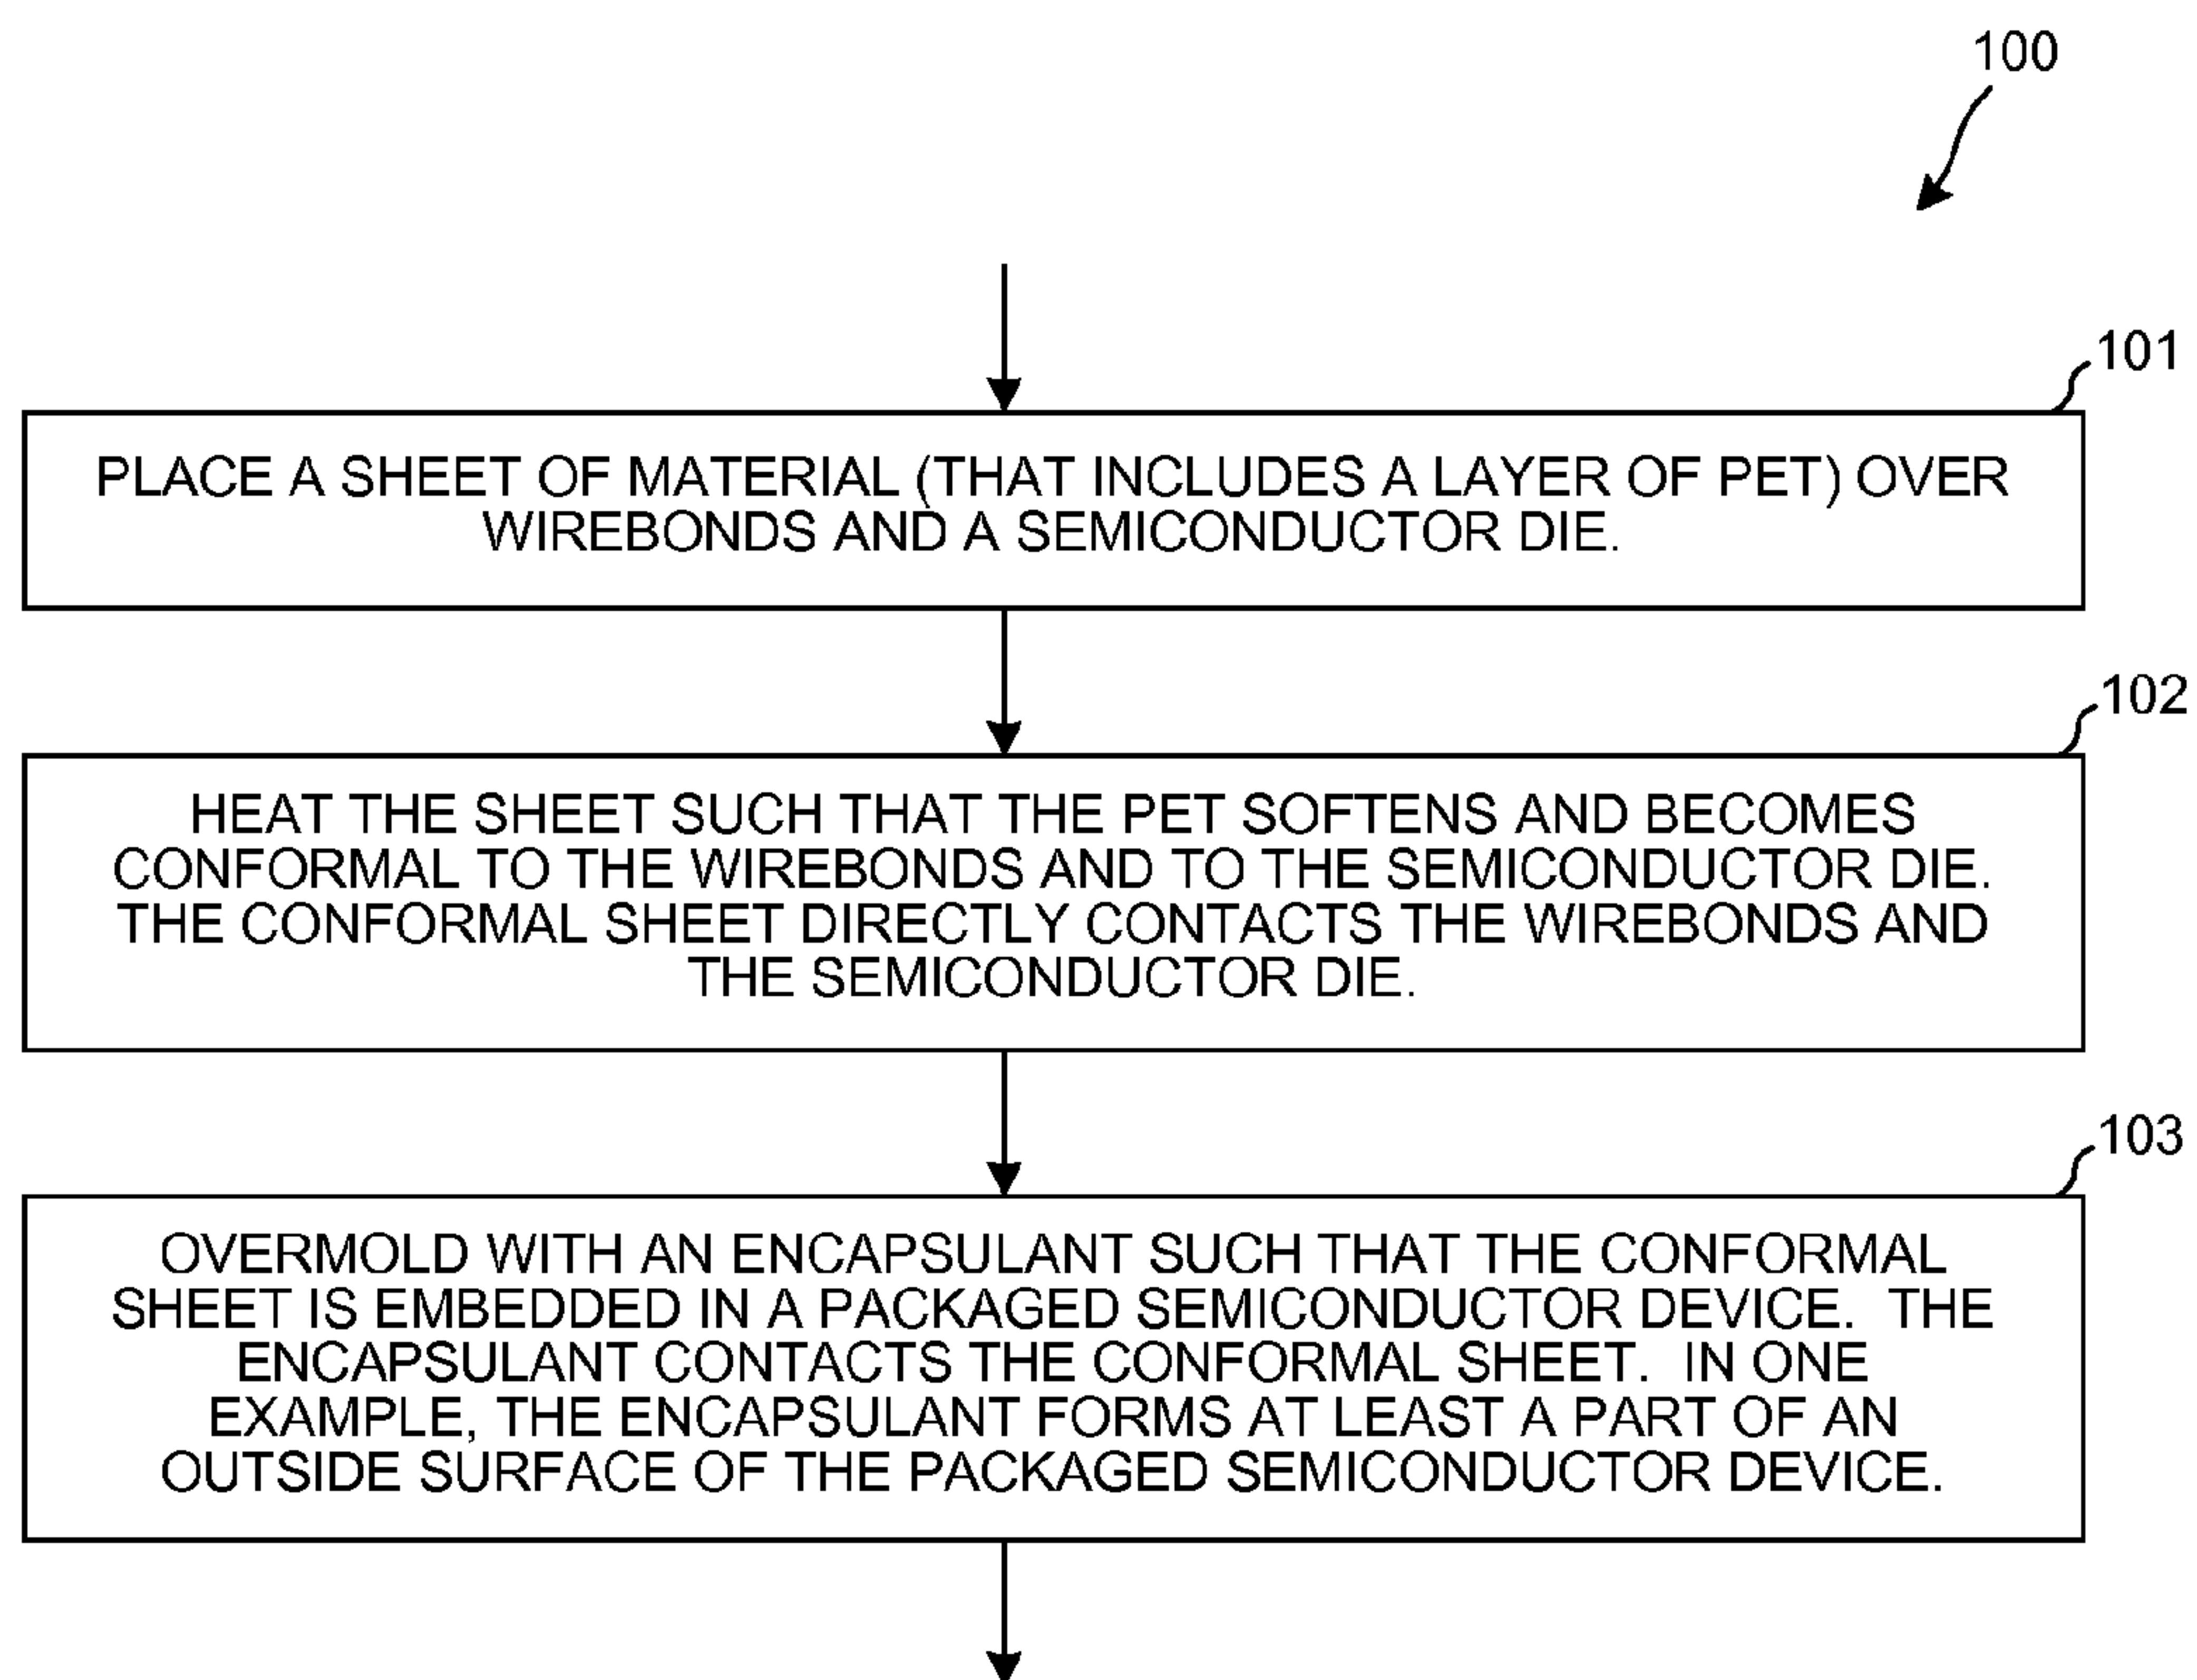 100
101
PLACE A SHEET OF MATERIAL (THAT INCLUDES A LAYER OF PET) OVER
WIREBONDS AND A SEMICONDUCTOR DIE.
102
HEAT THE SHEET SUCH THAT THE PET SOFTENS AND BECOMES
CONFORMAL TO THE WIREBONDS AND TO THE SEMICONDUCTOR DIE.
THE CONFORMAL SHEET DIRECTLY CONTACTS THE WIREBONDS AND
THE SEMICONDUCTOR DIE.
103
OVERMOLD WITH AN ENCAPSULANT SUCH THAT THE CONFORMAL
SHEET IS EMBEDDED IN A PACKAGED SEMICONDUCTOR DEVICE. THE
ENCAPSULANT CONTACTS THE CONFORMAL SHEET. IN ONE
EXAMPLE, THE ENCAPSULANT FORMS AT LEAST A PART OF AN
OUTSIDE SURFACE OF THE PACKAGED SEMICONDUCTOR DEVICE.